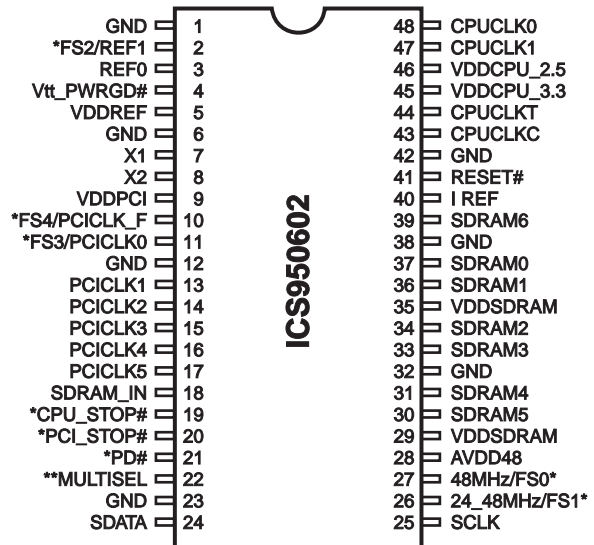 GND 1 48 CPUCLK0
*FS2/REF1 2 47 CPUCLK1
REF0 3 46 VDDCPU_2.5
Vtt_PWRGD# 4 45 VDDCPU_3.3
VDDREF 5 44 CPUCLKT
GND 6 43 CPUCLKC
X1 7 42 GND
X2 8 41 RESET#
VDDPCI 9 40 I REF
*FS4/PCICLK_F 10 39 SDRAM6
*FS3/PCICLK0 11 38 GND
GND 12 37 SDRAM0
PCICLK1 13 36 SDRAM1
PCICLK2 14 35 VDDSDRAM
PCICLK3 15 34 SDRAM2
PCICLK4 16 33 SDRAM3
PCICLK5 17 32 GND
SDRAM_IN 18 31 SDRAM4
*CPU_STOP# 19 30 SDRAM5
*PCI_STOP# 20 29 VDDSDRAM
*PD# 21 28 AVDD48
**MULTISEL 22 27 48MHz/FS0*
GND 23 26 24_48MHz/FS1*
SDATA 24 25 SCLK
ICS950602